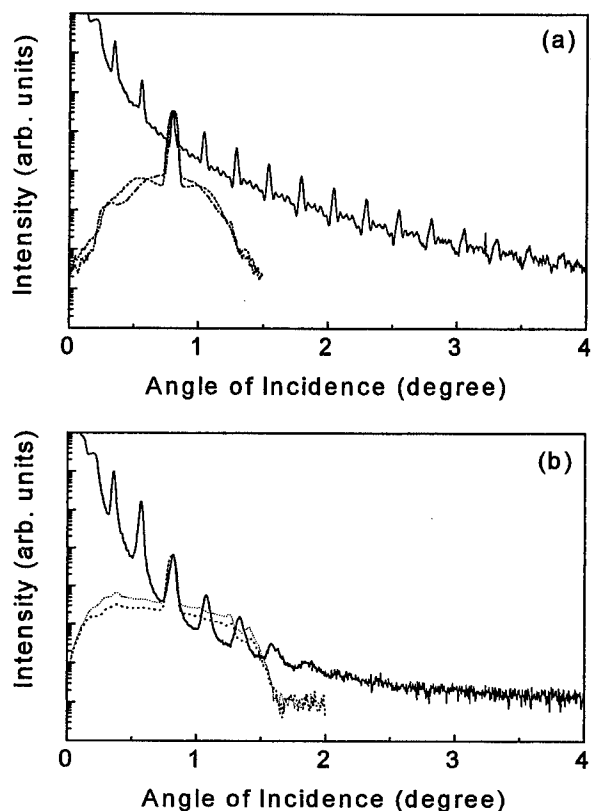 (a)
Intensity (arb. units)
0 1 2 3 4
Angle of Incidence (degree)
(b)
Intensity (arb. units)
0 1 2 3 4
Angle of Incidence (degree)